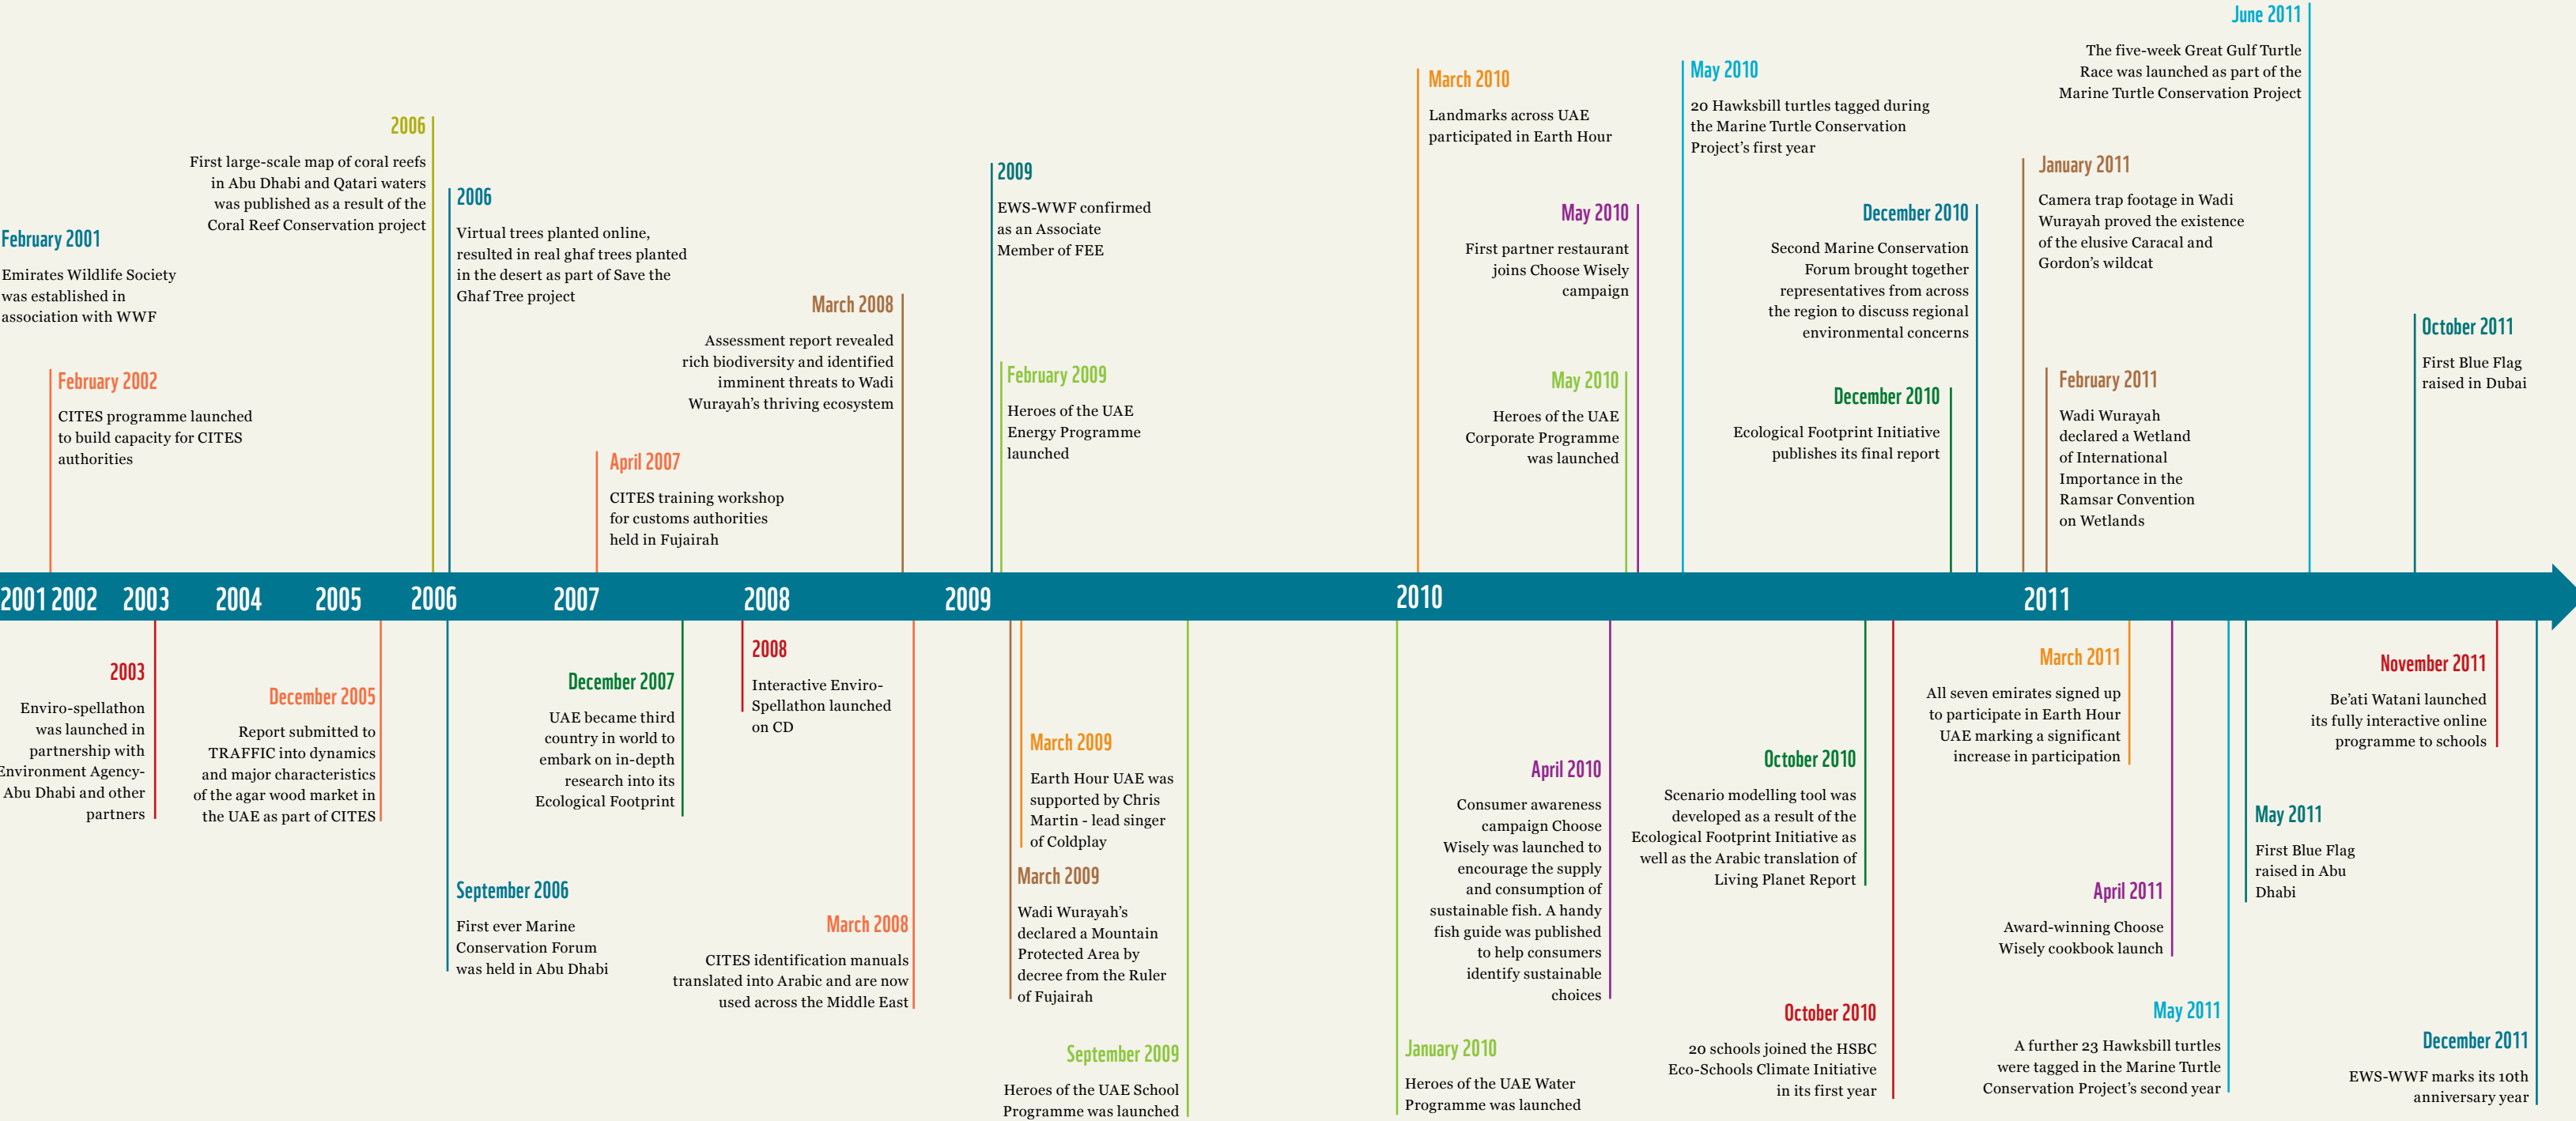 February 2001
Emirates Wildlife Society
was established in
association with WWF
February 2002
CITES programme launched
to build capacity for CITES
authorities
2006
First large-scale map of coral reefs
in Abu Dhabi and Qatari waters
was published as a result of the
Coral Reef Conservation project
2006
Virtual trees planted online,
resulted in real ghaf trees planted
in the desert as part of Save the
Ghaf Tree project
April 2007
CITES training workshop
for customs authorities
held in Fujairah
March 2008
Assessment report revealed
rich biodiversity and identified
imminent threats to Wadi
Wurayah's thriving ecosystem
2009
EWS-WWF confirmed
as an Associate
Member of FEE
February 2009
Heroes of the UAE
Energy Programme
launched
March 2010
Landmarks across UAE
participated in Earth Hour
May 2010
First partner restaurant
joins Choose Wisely
campaign
May 2010
Heroes of the UAE
Corporate Programme
was launched
May 2010
20 Hawksbill turtles tagged during
the Marine Turtle Conservation
Project's first year
December 2010
Second Marine Conservation
Forum brought together
representatives from across
the region to discuss regional
environmental concerns
December 2010
Ecological Footprint Initiative
publishes its final report
January 2011
Camera trap footage in Wadi
Wurayah proved the existence
of the elusive Caracal and
Gordon's wildcat
February 2011
Wadi Wurayah
declared a Wetland
of International
Importance in the
Ramsar Convention
on Wetlands
June 2011
The five-week Great Gulf Turtle
Race was launched as part of the
Marine Turtle Conservation Project
October 2011
First Blue Flag
raised in Dubai
2001 2002 2003 2004 2005 2006 2007 2008 2009 2010 2011
2003
Enviro-spellathon
was launched in
partnership with
Environment Agency-
Abu Dhabi and other
partners
December 2005
Report submitted to
TRAFFIC into dynamics
and major characteristics
of the agar wood market in
the UAE as part of CITES
September 2006
First ever Marine
Conservation Forum
was held in Abu Dhabi
December 2007
UAE became third
country in world to
embark on in-depth
research into its
Ecological Footprint
2008
Interactive Enviro-
Spellathon launched
on CD
March 2008
CITES identification manuals
translated into Arabic and are now
used across the Middle East
March 2009
Earth Hour UAE was
supported by Chris
Martin - lead singer
of Coldplay
March 2009
Wadi Wurayah's
declared a Mountain
Protected Area by
decree from the Ruler
of Fujairah
September 2009
Heroes of the UAE School
Programme was launched
January 2010
Heroes of the UAE Water
Programme was launched
April 2010
Consumer awareness
campaign Choose
Wisely was launched to
encourage the supply
and consumption of
sustainable fish. A handy
fish guide was published
to help consumers
identify sustainable
choices
October 2010
Scenario modelling tool was
developed as a result of the
Ecological Footprint Initiative as
well as the Arabic translation of
Living Planet Report
October 2010
20 schools joined the HSBC
Eco-Schools Climate Initiative
in its first year
March 2011
All seven emirates signed up
to participate in Earth Hour
UAE marking a significant
increase in participation
April 2011
Award-winning Choose
Wisely cookbook launch
May 2011
A further 23 Hawksbill turtles
were tagged in the Marine Turtle
Conservation Project's second year
May 2011
First Blue Flag
raised in Abu
Dhabi
November 2011
Be'ati Watani launched
its fully interactive online
programme to schools
December 2011
EWS-WWF marks its 10th
anniversary year